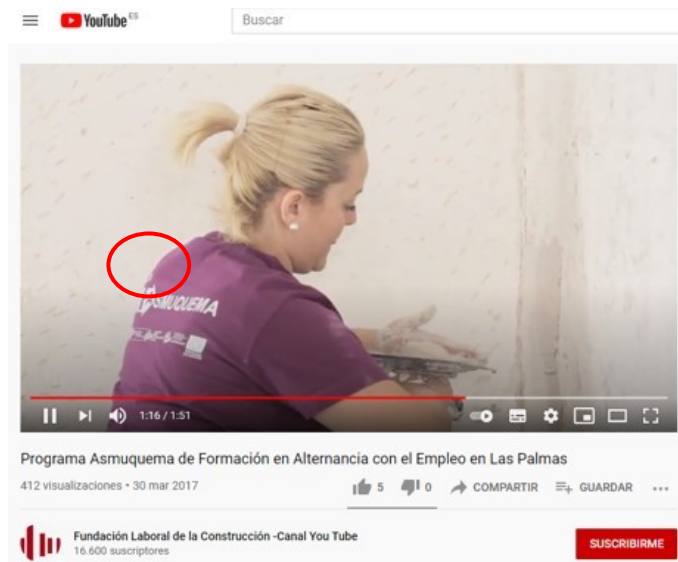 YouTube ES
Buscar
ASMUQUEMA
1:16 / 1:51
Programa Asmuquema de Formación en Alternancia con el Empleo en Las Palmas
412 visualizaciones • 30 mar 2017
5
0
COMPARTIR
GUARDAR
Fundación Laboral de la Construcción -Canal You Tube
16.600 suscriptores
SUSCRIBIRME